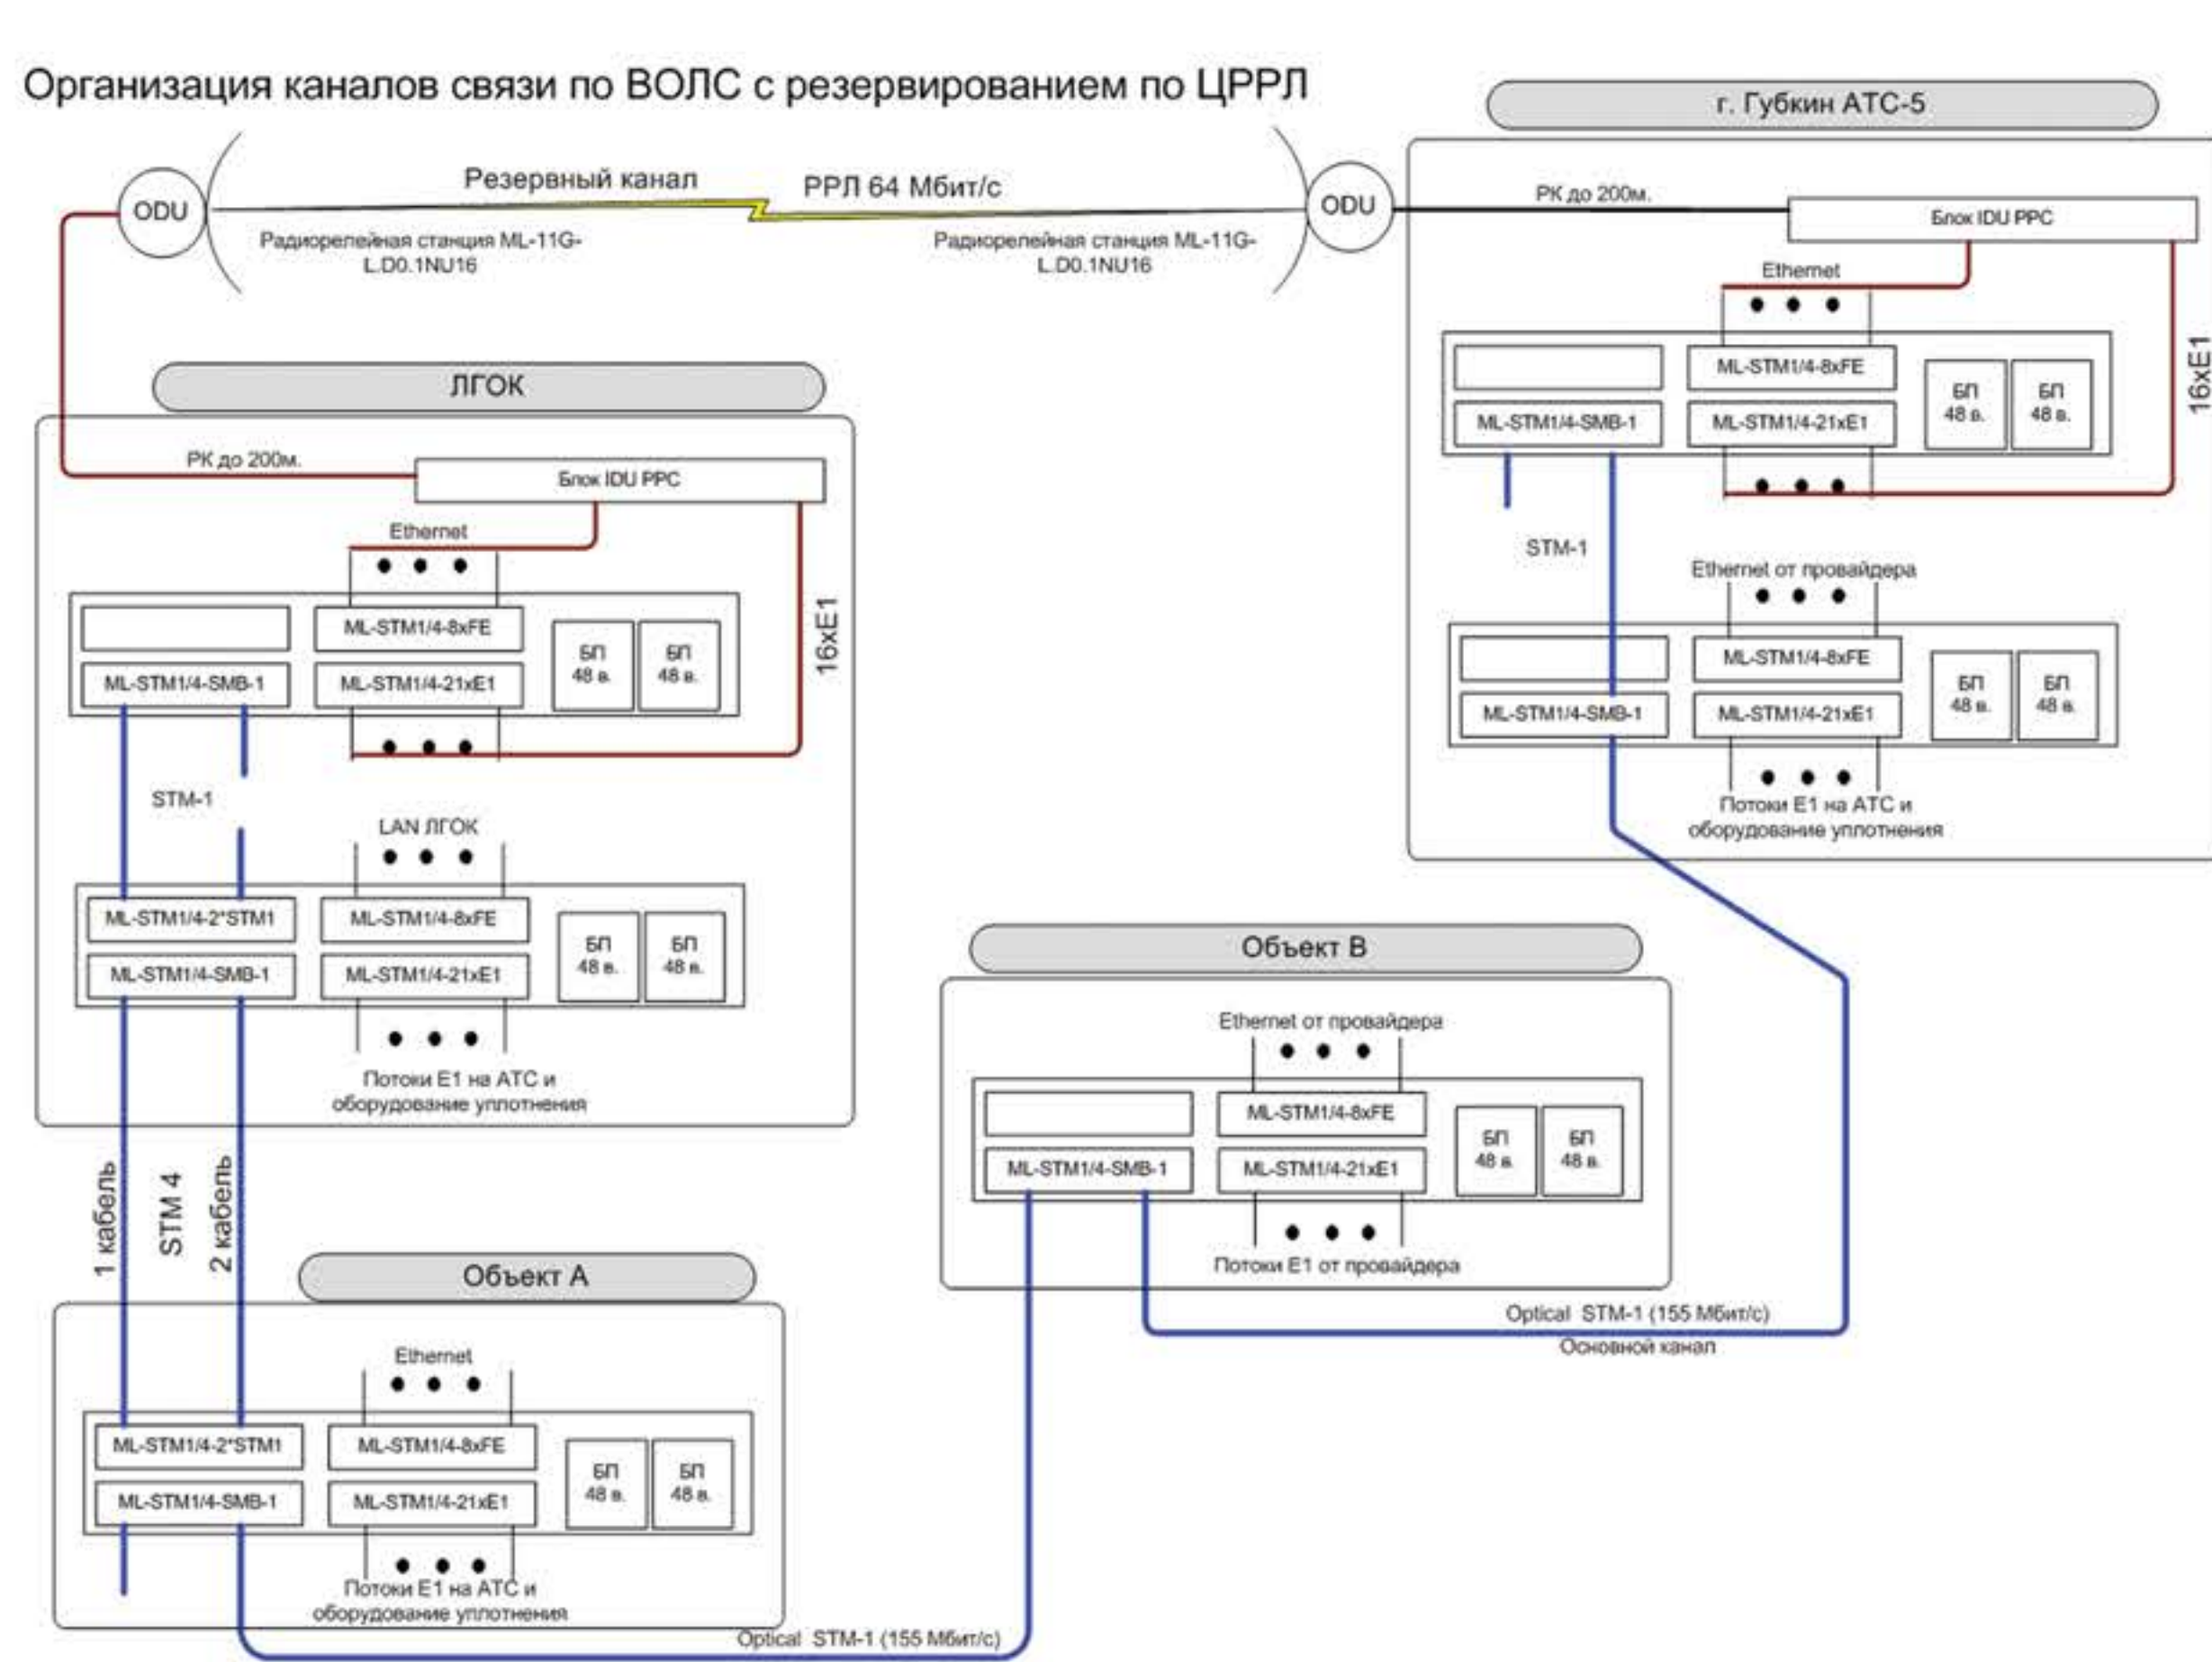 Организация каналов связи по ВОЛС с резервированием по ЦРРЛ
г. Губкин АТС-5
ODU
Резервный канал
РРЛ 64 Мбит/с
ODU
Радиорелейная станция ML-11G-
L.D0.1NU16
Радиорелейная станция ML-11G-
L.D0.1NU16
РК до 200м.
Блок IDU РРС
Ethernet
16xE1
ML-STM1/4-8xFE
ML-STM1/4-SMB-1
ML-STM1/4-21xE1
БП
48 в.
БП
48 в.
STM-1
Ethernet от провайдера
ML-STM1/4-8xFE
ML-STM1/4-SMB-1
ML-STM1/4-21xE1
БП
48 в.
БП
48 в.
Потоки Е1 на АТС и
оборудование уплотнения
ЛГОК
РК до 200м.
Блок IDU РРС
Ethernet
16xE1
ML-STM1/4-8xFE
ML-STM1/4-SMB-1
ML-STM1/4-21xE1
БП
48 в.
БП
48 в.
STM-1
LAN ЛГОК
ML-STM1/4-2*STM1
ML-STM1/4-8xFE
ML-STM1/4-SMB-1
ML-STM1/4-21xE1
БП
48 в.
БП
48 в.
Потоки Е1 на АТС и
оборудование уплотнения
1 кабель
STM 4
2 кабель
Объект В
Ethernet от провайдера
ML-STM1/4-8xFE
ML-STM1/4-SMB-1
ML-STM1/4-21xE1
БП
48 в.
БП
48 в.
Потоки Е1 от провайдера
Optical STM-1 (155 Мбит/с)
Основной канал
Объект А
Ethernet
ML-STM1/4-2*STM1
ML-STM1/4-8xFE
ML-STM1/4-SMB-1
ML-STM1/4-21xE1
БП
48 в.
БП
48 в.
Потоки Е1 на АТС и
оборудование уплотнения
Optical STM-1 (155 Мбит/с)